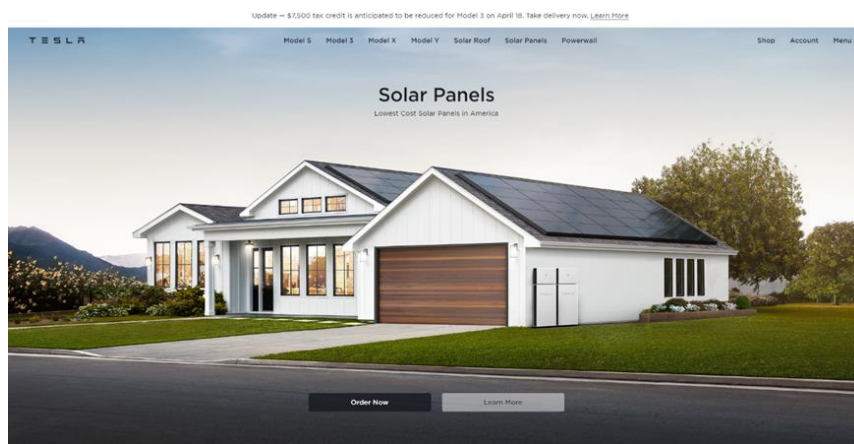 Update — $7,500 tax credit is anticipated to be reduced for Model 3 on April 18. Take delivery now. Learn More
TESLA Model S Model 3 Model X Model Y Solar Roof Solar Panels Powerwall Shop Account Menu
Solar Panels
Lowest Cost Solar Panels in America
Order Now Learn More